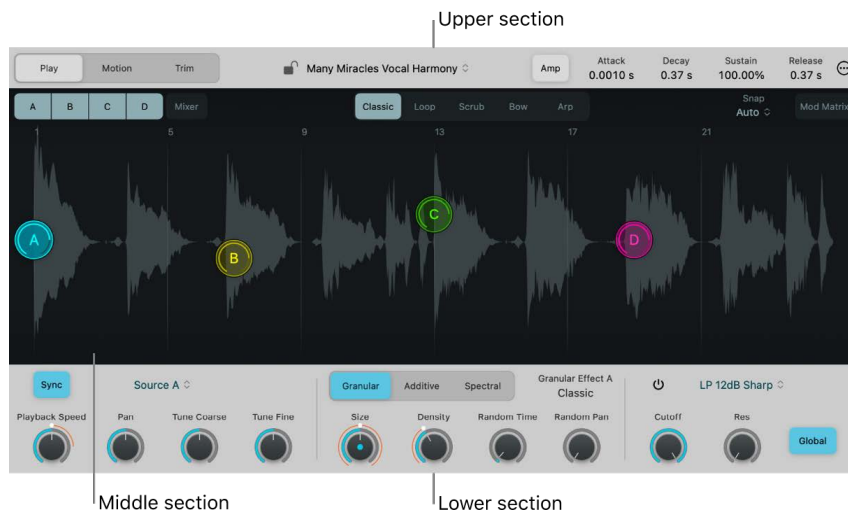 Upper section
Play Motion Trim Many Miracles Vocal Harmony Amp Attack 0.0010 s Decay 0.37 s Sustain 100.00% Release 0.37 s
A B C D Mixer Classic Loop Scrub Bow Arp Snap Auto Mod Matrix
1 5 9 13 17 21
C
A
D
B
Sync Source A Granular Additive Spectral Granular Effect A Classic LP 12dB Sharp
Playback Speed Pan Tune Coarse Tune Fine Size Density Random Time Random Pan Cutoff Res
Global
Middle section Lower section